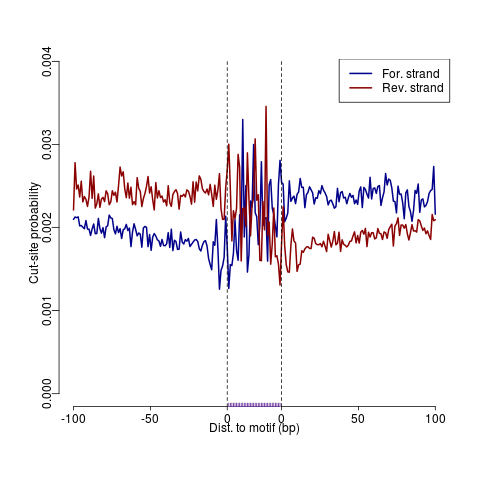 For. strand
Rev. strand
Cut-site probability
0.004
0.003
0.002
0.001
0.000
-100 -50 0 0 50 100
Dist. to motif (bp)